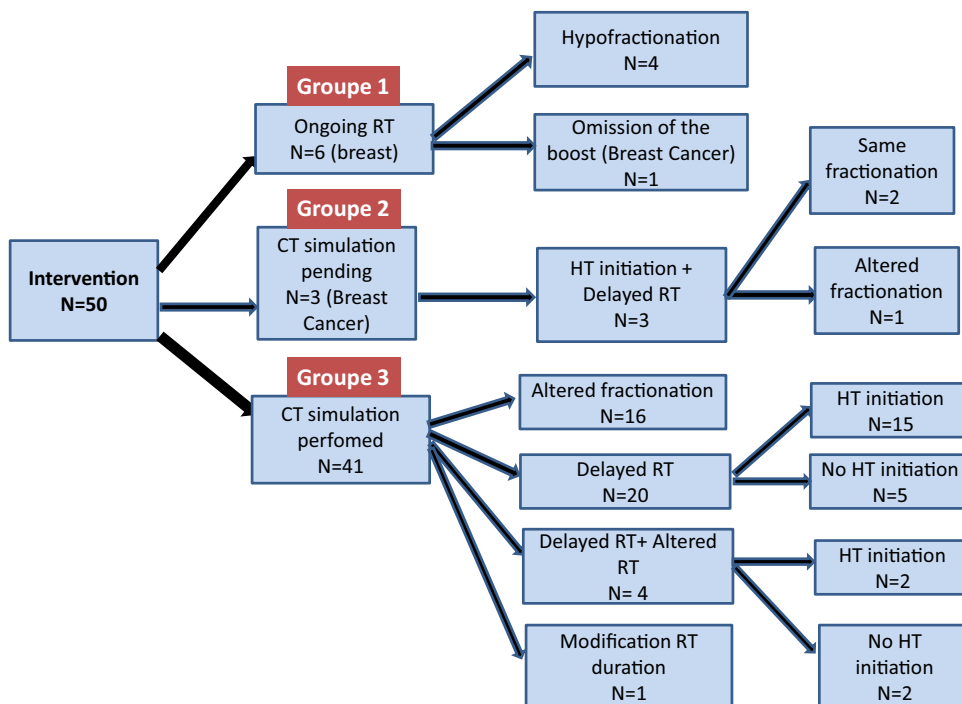 Intervention
N=50
Groupe 1
Ongoing RT
N=6 (breast)
Hypofractionation
N=4
Omission of the
boost (Breast Cancer)
N=1
Groupe 2
CT simulation
pending
N=3 (Breast
Cancer)
HT initiation +
Delayed RT
N=3
Same
fractionation
N=2
Altered
fractionation
N=1
Groupe 3
CT simulation
perfomed
N=41
Altered fractionation
N=16
Delayed RT
N=20
HT initiation
N=15
No HT initiation
N=5
Delayed RT+ Altered
RT
N= 4
HT initiation
N=2
No HT
initiation
N=2
Modification RT
duration
N=1